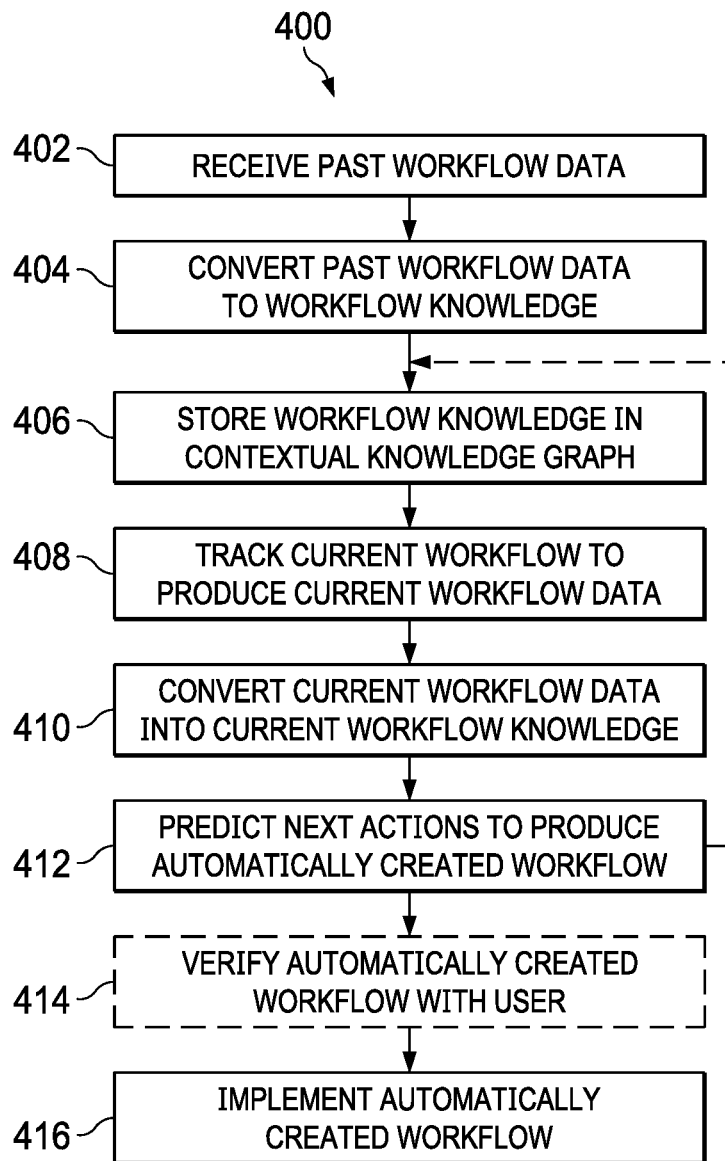 400
402
RECEIVE PAST WORKFLOW DATA
404
CONVERT PAST WORKFLOW DATA
TO WORKFLOW KNOWLEDGE
406
STORE WORKFLOW KNOWLEDGE IN
CONTEXTUAL KNOWLEDGE GRAPH
408
TRACK CURRENT WORKFLOW TO
PRODUCE CURRENT WORKFLOW DATA
410
CONVERT CURRENT WORKFLOW DATA
INTO CURRENT WORKFLOW KNOWLEDGE
412
PREDICT NEXT ACTIONS TO PRODUCE
AUTOMATICALLY CREATED WORKFLOW
414
VERIFY AUTOMATICALLY CREATED
WORKFLOW WITH USER
416
IMPLEMENT AUTOMATICALLY
CREATED WORKFLOW